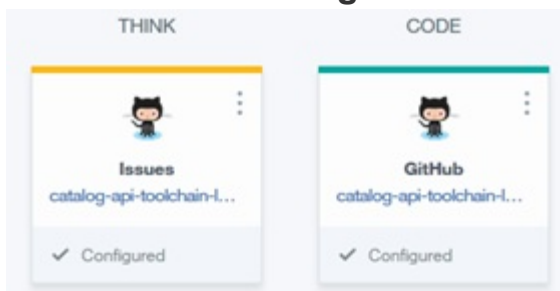 THINK
CODE
Issues
catalog-api-toolchain-l...
✓ Configured
GitHub
catalog-api-toolchain-l...
✓ Configured